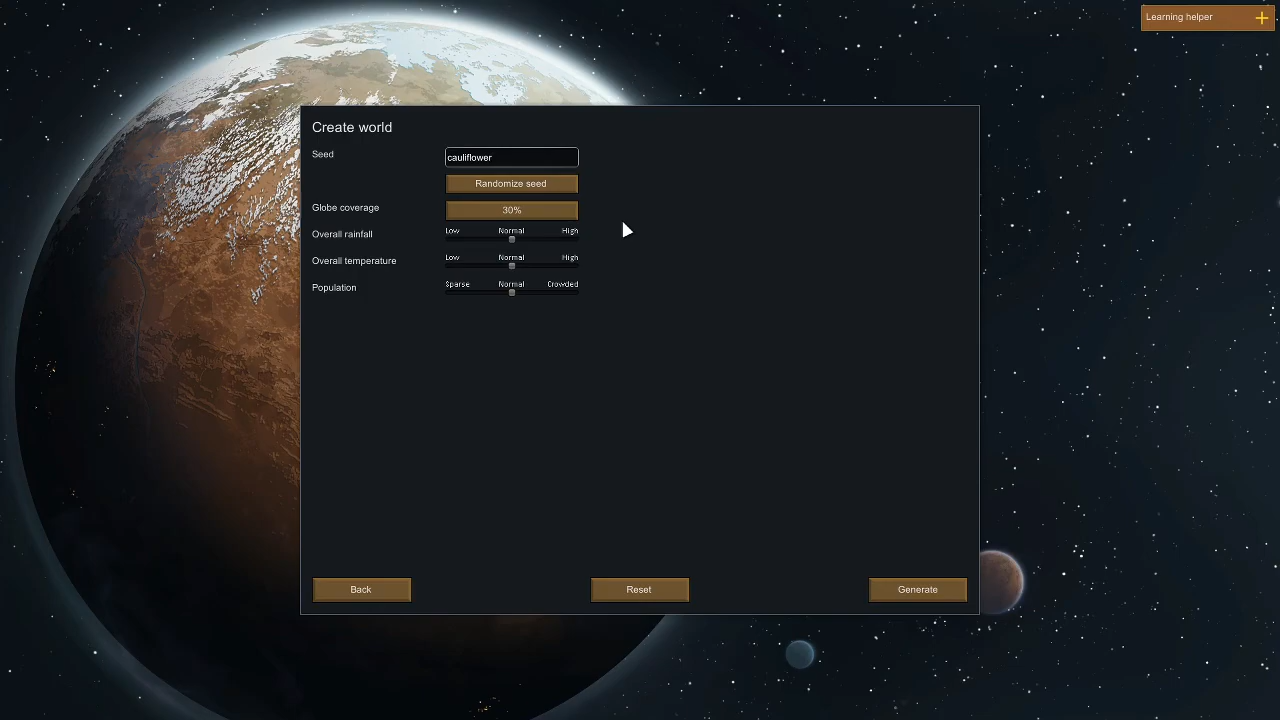 Learning helper
Create world
Seed cauliflower
Randomize seed
Globe coverage 30%
Low Normal High
Overall rainfall
Low Normal High
Overall temperature
Sparse Normal Crowded
Population
Back Reset Generate